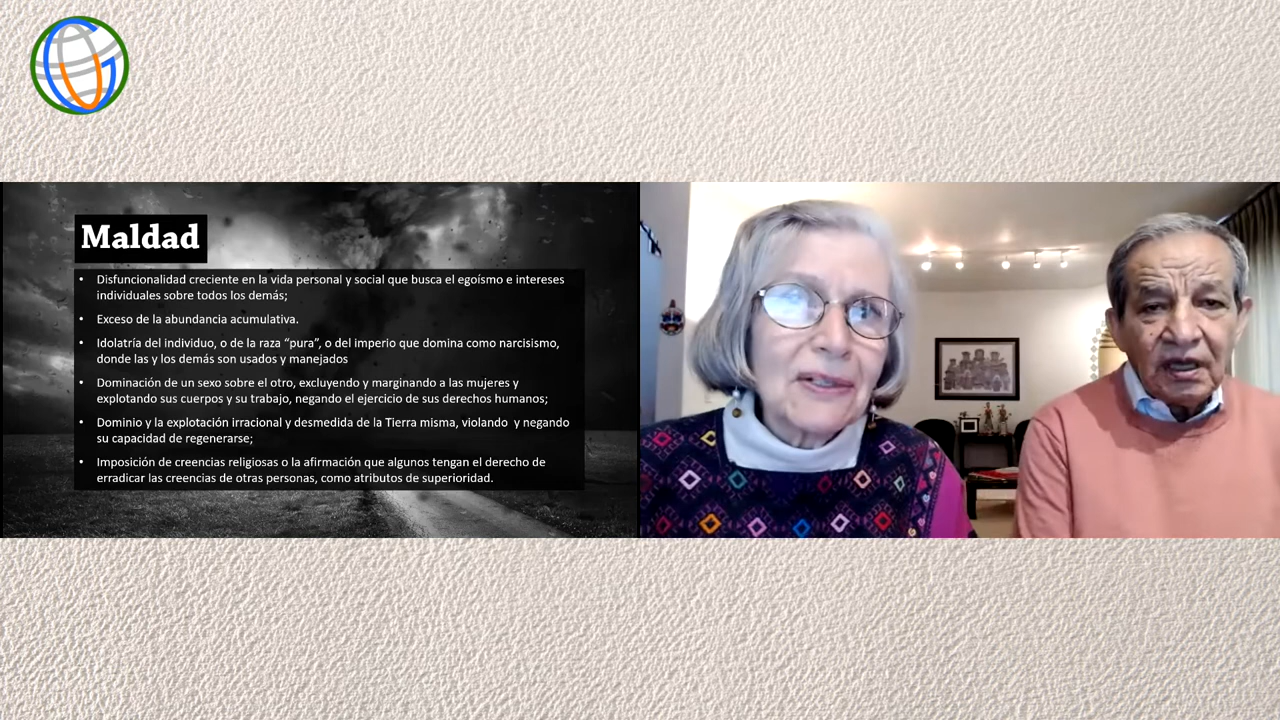 Maldad
• Disfuncionalidad creciente en la vida personal y social que busca el egoísmo e intereses
individuales sobre todos los demás;
• Exceso de la abundancia acumulativa.
• Idolatría del individuo, o de la raza “pura”, o del imperio que domina como narcisismo,
donde las y los demás son usados y manejados
• Dominación de un sexo sobre el otro, excluyendo y marginando a las mujeres y
explotando sus cuerpos y su trabajo, negando el ejercicio de sus derechos humanos;
• Dominio y la explotación irracional y desmedida de la Tierra misma, violando y negando
su capacidad de regenerarse;
• Imposición de creencias religiosas o la afirmación que algunos tengan el derecho de
erradicar las creencias de otras personas, como atributos de superioridad.